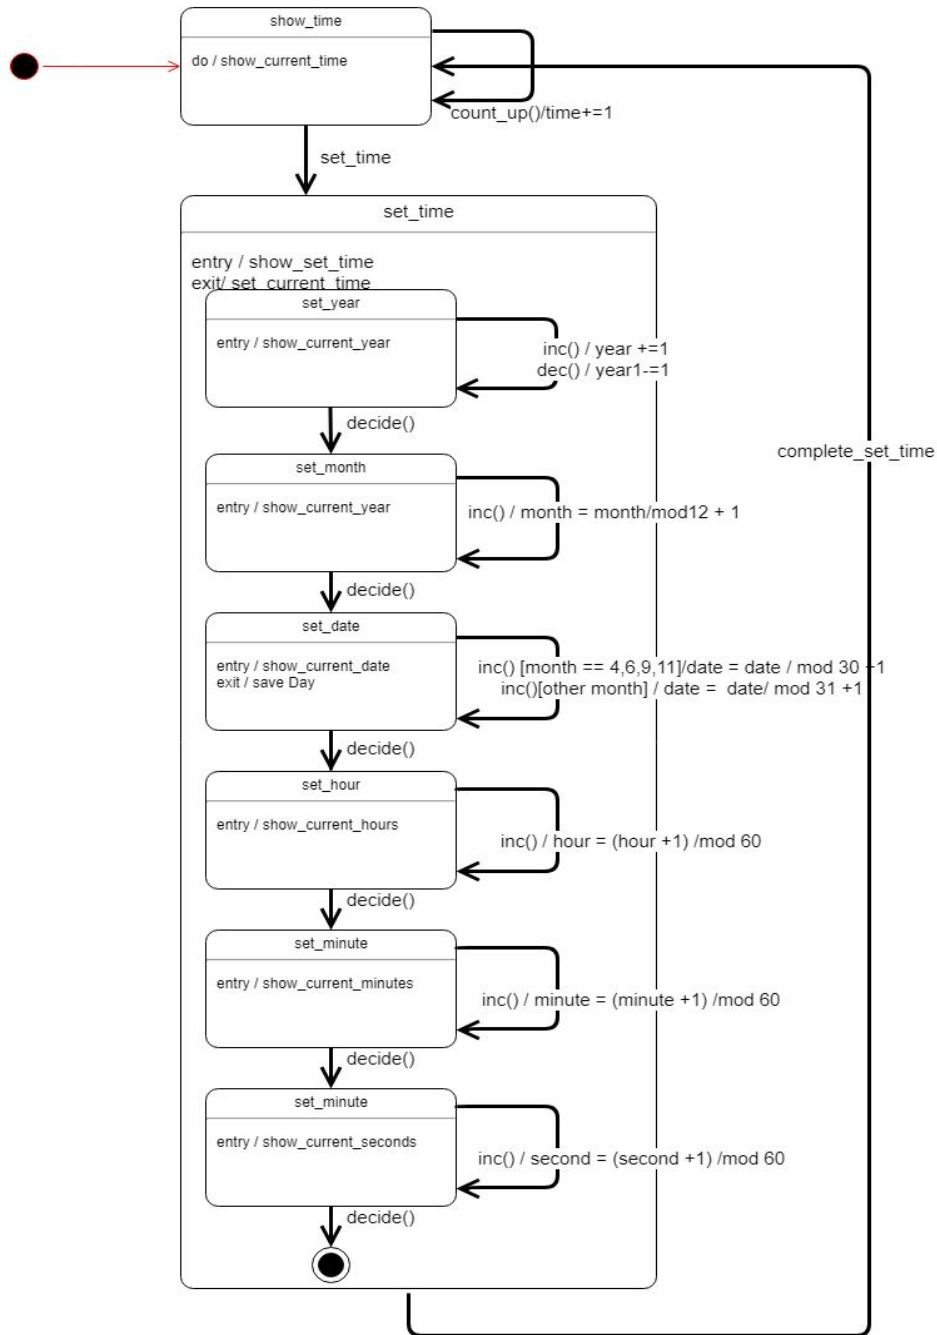 show_time
do / show_current_time
count_up()/time+=1
set_time
set_time
entry / show_set_time
exit/ set_current_time
set_year
entry / show_current_year
inc() / year +=1
dec() / year1-=1
decide()
complete_set_time
set_month
entry / show_current_year
inc() / month = month/mod12 + 1
decide()
set_date
entry / show_current_date
exit / save Day
inc() [month == 4,6,9,11]/date = date / mod 30 +1
inc()[other month] / date =  date/ mod 31 +1
decide()
set_hour
entry / show_current_hours
inc() / hour = (hour +1) /mod 60
decide()
set_minute
entry / show_current_minutes
inc() / minute = (minute +1) /mod 60
decide()
set_minute
entry / show_current_seconds
inc() / second = (second +1) /mod 60
decide()